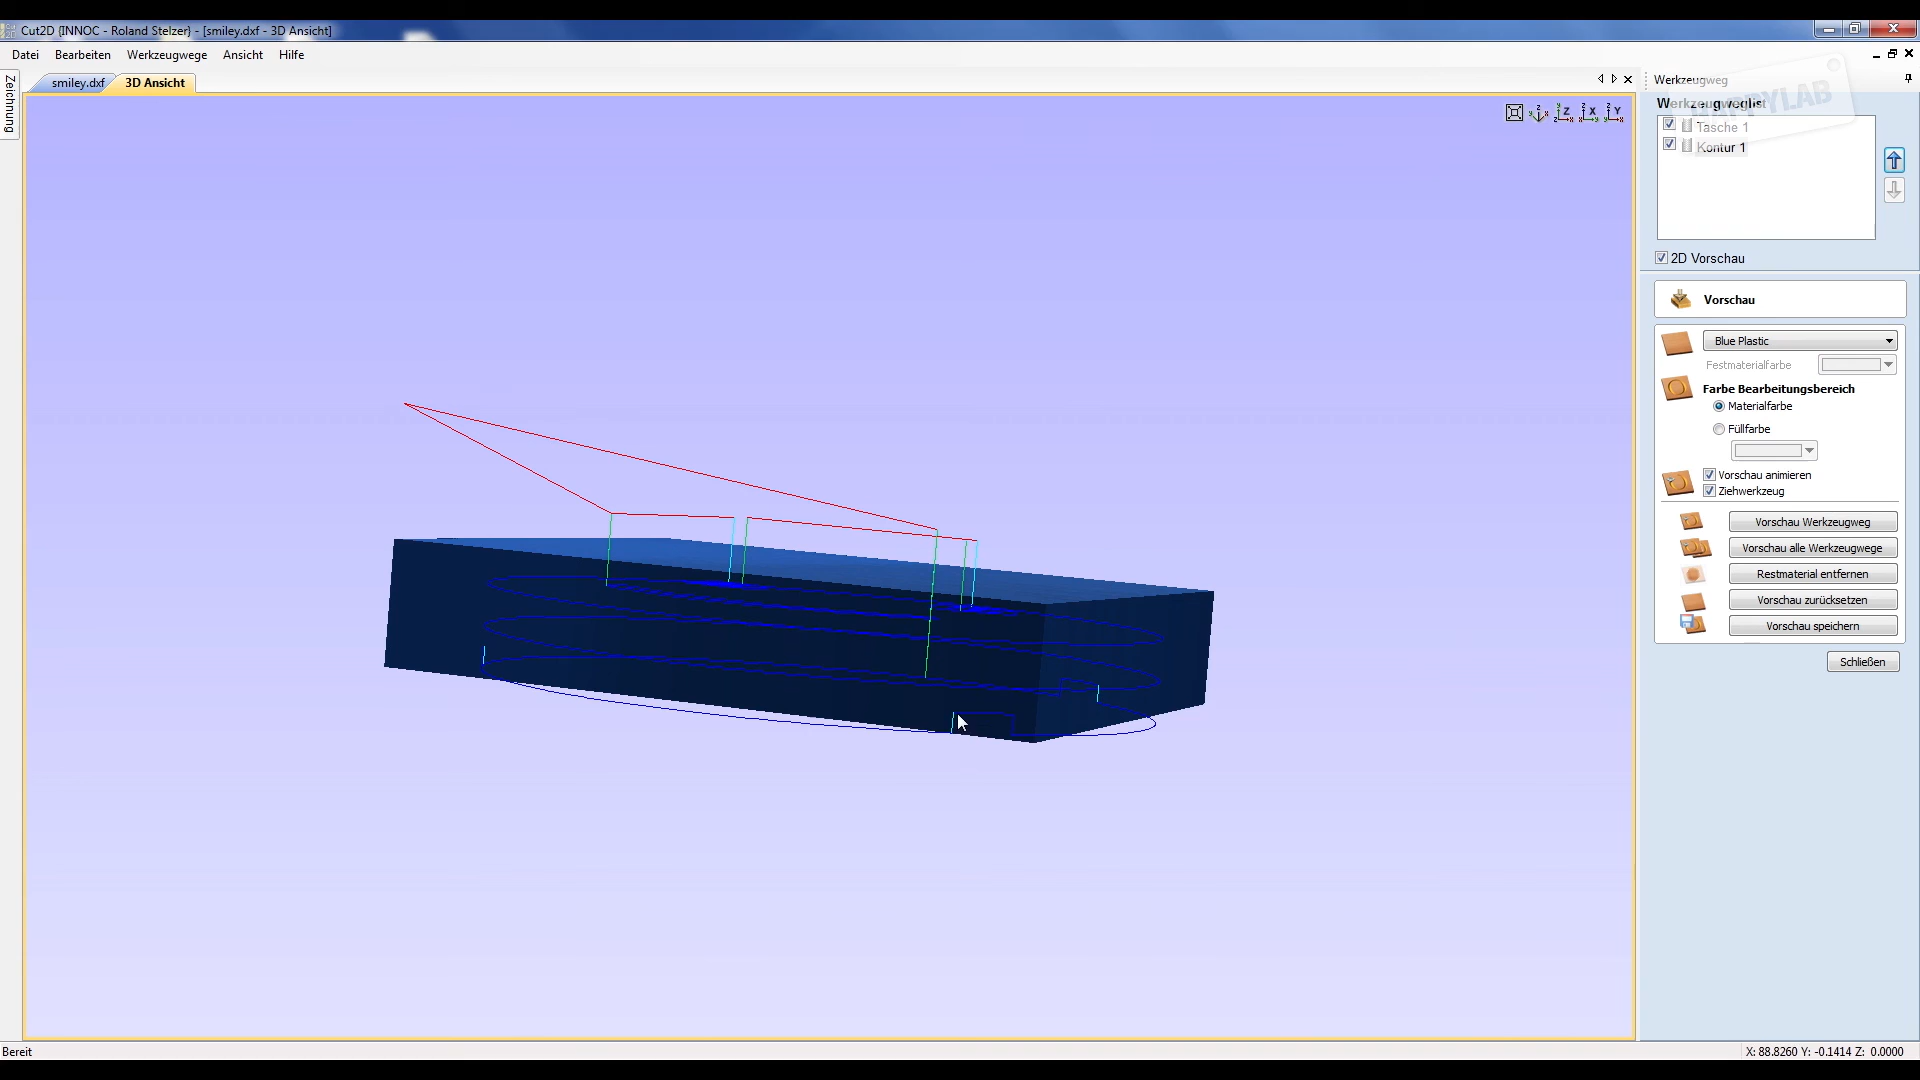 Cut2D {INNOC - Roland Stelzer} - [smiley.dxf - 3D Ansicht]
Datei Bearbeiten Werkzeugwege Ansicht Hilfe
Zeichnung
smiley.dxf 3D Ansicht
Werkzeugweg
HAPPYLAB
Werkzeugweglist
Tasche 1
Kontur 1
2D Vorschau
Vorschau
Blue Plastic
Festmaterialfarbe
Farbe Bearbeitungsbereich
Materialfarbe
Füllfarbe
Vorschau animieren
Ziehwerkzeug
Vorschau Werkzeugweg
Vorschau alle Werkzeugwege
Restmaterial entfernen
Vorschau zurücksetzen
Vorschau speichern
Schließen
Bereit
X: 88.8260 Y: -0.1414 Z: 0.0000